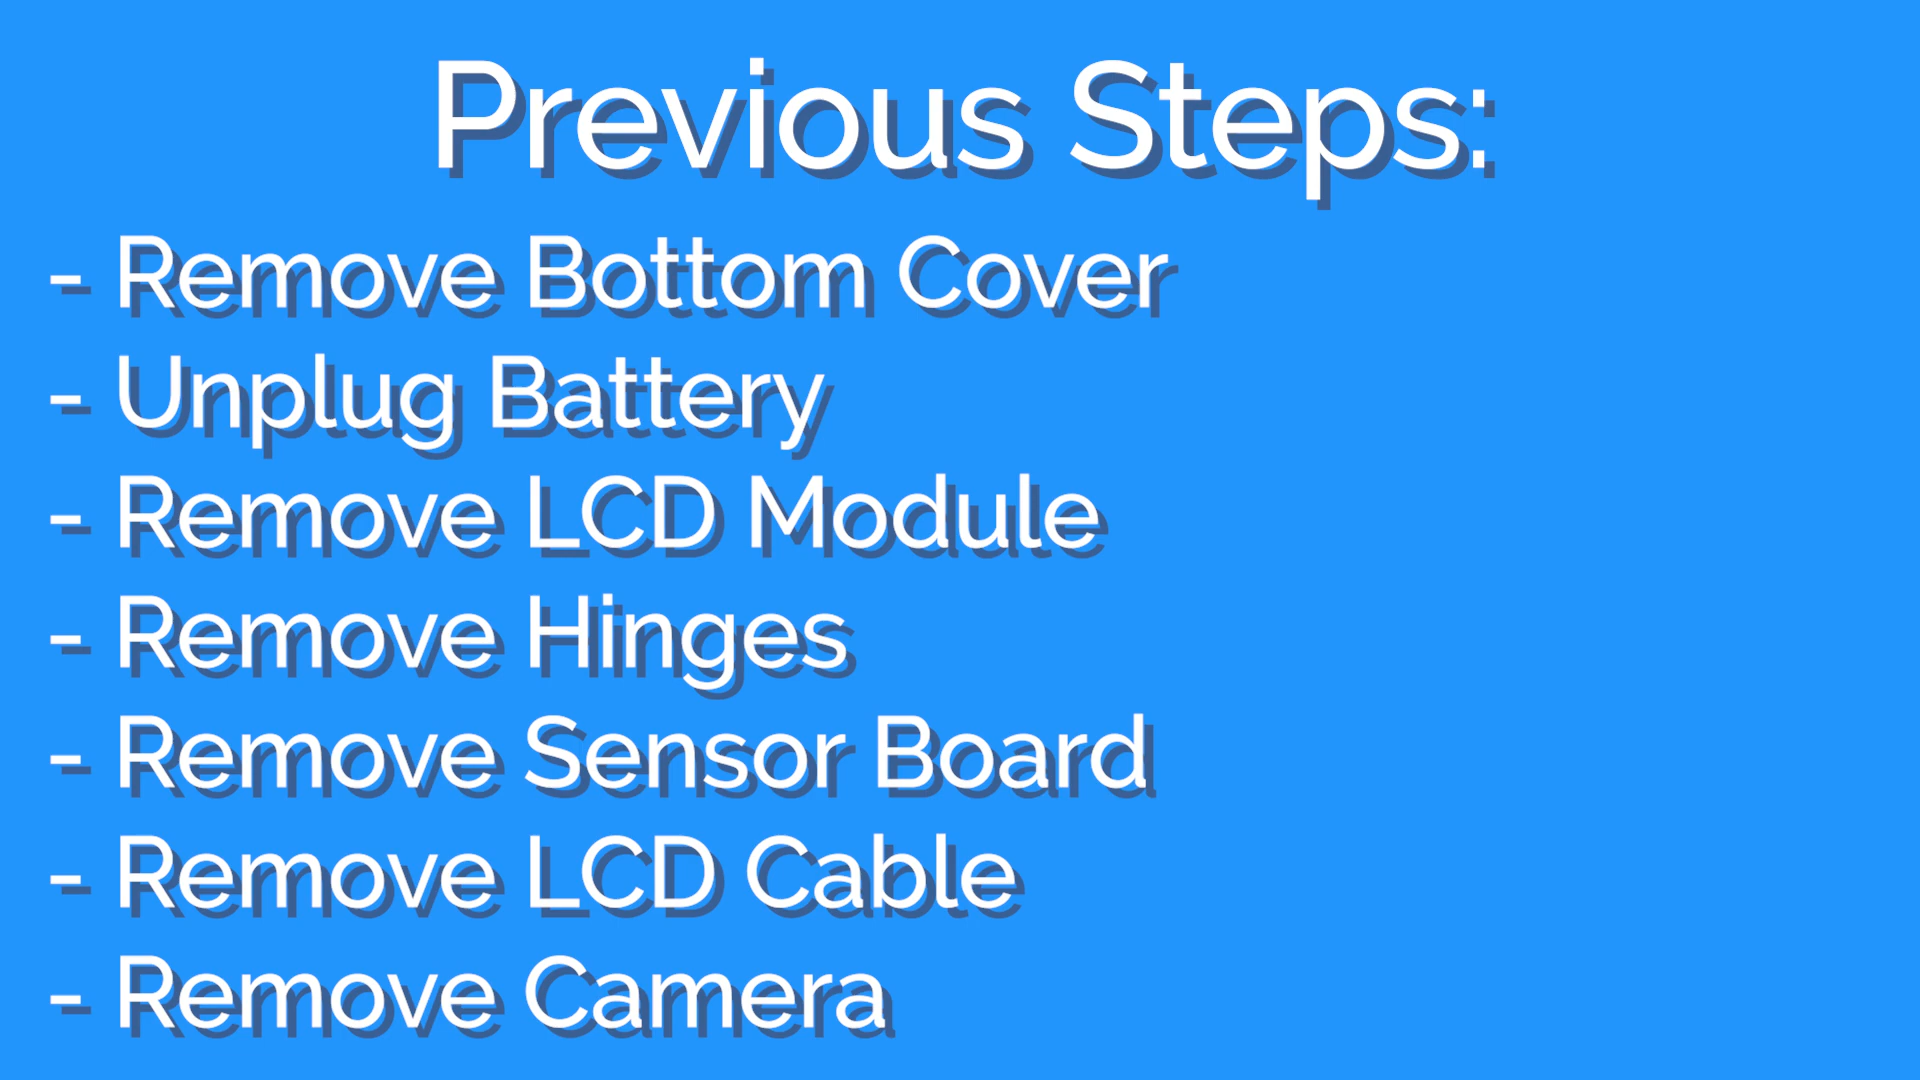 Previous Steps:
- Remove Bottom Cover
- Unplug Battery
- Remove LCD Module
- Remove Hinges
- Remove Sensor Board
- Remove LCD Cable
- Remove Camera